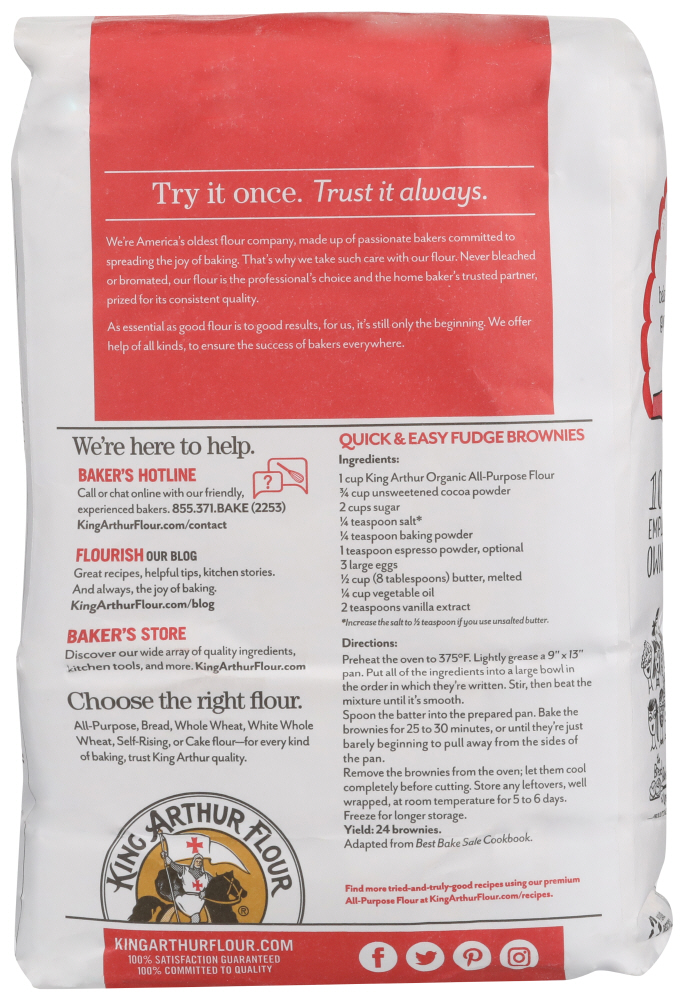 Try it once. Trust it always.
We're America's oldest flour company, made up of passionate bakers committed to
spreading the joy of baking. That's why we take such care with our flour. Never bleached
or bromated, our flour is the professional's choice and the home baker's trusted partner,
prized for its consistent quality.
As essential as good flour is to good results, for us, it's still only the beginning. We offer
help of all kinds, to ensure the success of bakers everywhere.
We're here to help.
BAKER'S HOTLINE
Call or chat online with our friendly,
experienced bakers. 855.371.BAKE (2253)
KingArthurFlour.com/contact
?
FLOURISH OUR BLOG
Great recipes, helpful tips, kitchen stories.
And always, the joy of baking.
KingArthurFlour.com/blog
BAKER'S STORE
Discover our wide array of quality ingredients,
kitchen tools, and more. KingArthurFlour.com
Choose the right flour.
All-Purpose, Bread, Whole Wheat, White Whole
Wheat, Self-Rising, or Cake flour—for every kind
of baking, trust King Arthur quality.
KING ARTHUR FLOUR
®
QUICK & EASY FUDGE BROWNIES
Ingredients:
1 cup King Arthur Organic All-Purpose Flour
¾ cup unsweetened cocoa powder
2 cups sugar
¼ teaspoon salt*
¼ teaspoon baking powder
1 teaspoon espresso powder, optional
3 large eggs
½ cup (8 tablespoons) butter, melted
¼ cup vegetable oil
2 teaspoons vanilla extract
*Increase the salt to ½ teaspoon if you use unsalted butter.
Directions:
Preheat the oven to 375°F. Lightly grease a 9" x 13"
pan. Put all of the ingredients into a large bowl in
the order in which they're written. Stir, then beat the
mixture until it's smooth.
Spoon the batter into the prepared pan. Bake the
brownies for 25 to 30 minutes, or until they're just
barely beginning to pull away from the sides of
the pan.
Remove the brownies from the oven; let them cool
completely before cutting. Store any leftovers, well
wrapped, at room temperature for 5 to 6 days.
Freeze for longer storage.
Yield: 24 brownies.
Adapted from Best Bake Sale Cookbook.
Find more tried-and-truly-good recipes using our premium
All-Purpose Flour at KingArthurFlour.com/recipes.
KINGARTHURFLOUR.COM
100% SATISFACTION GUARANTEED
100% COMMITTED TO QUALITY